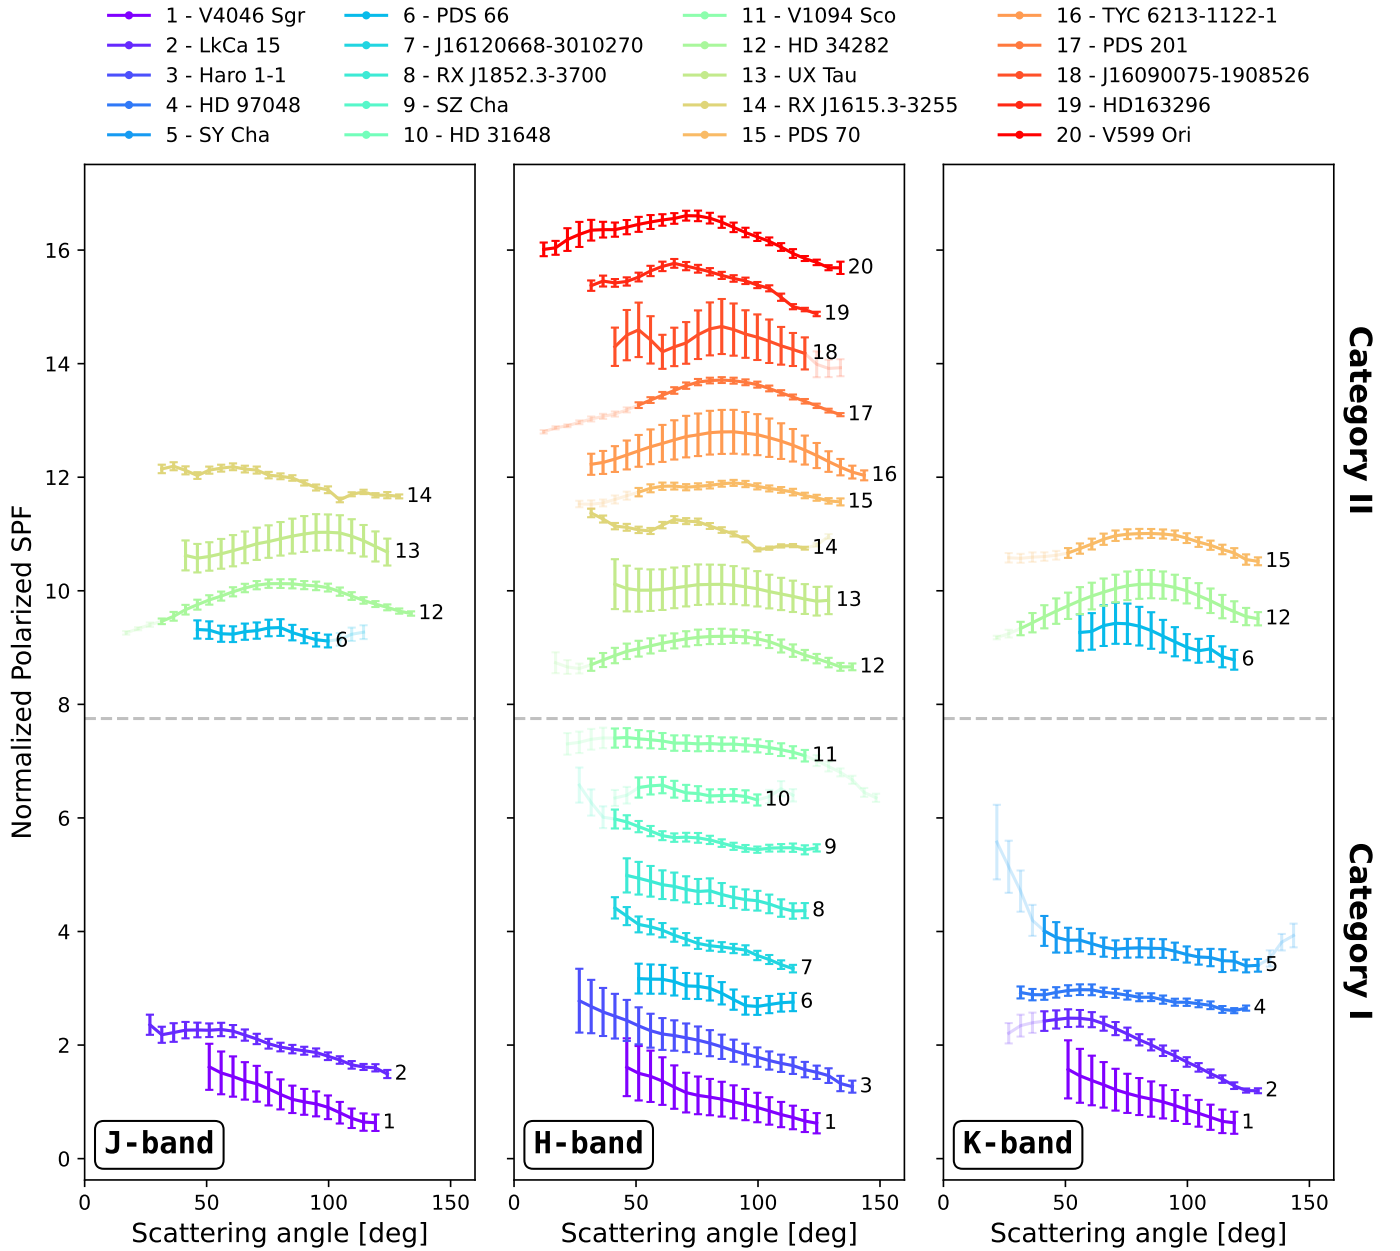 1 - V4046 Sgr
2 - LkCa 15
3 - Haro 1-1
4 - HD 97048
5 - SY Cha
6 - PDS 66
7 - J16120668-3010270
8 - RX J1852.3-3700
9 - SZ Cha
10 - HD 31648
11 - V1094 Sco
12 - HD 34282
13 - UX Tau
14 - RX J1615.3-3255
15 - PDS 70
16 - TYC 6213-1122-1
17 - PDS 201
18 - J16090075-1908526
19 - HD163296
20 - V599 Ori
Normalized Polarized SPF
16
14
12
10
8
6
4
2
0
14
13
12
6
2
1
J-band
0
50
100
150
Scattering angle [deg]
20
19
18
17
16
15
14
13
12
11
10
9
8
7
6
3
1
H-band
0
50
100
150
Scattering angle [deg]
15
12
6
5
4
2
1
K-band
0
50
100
150
Scattering angle [deg]
Category II
Category I